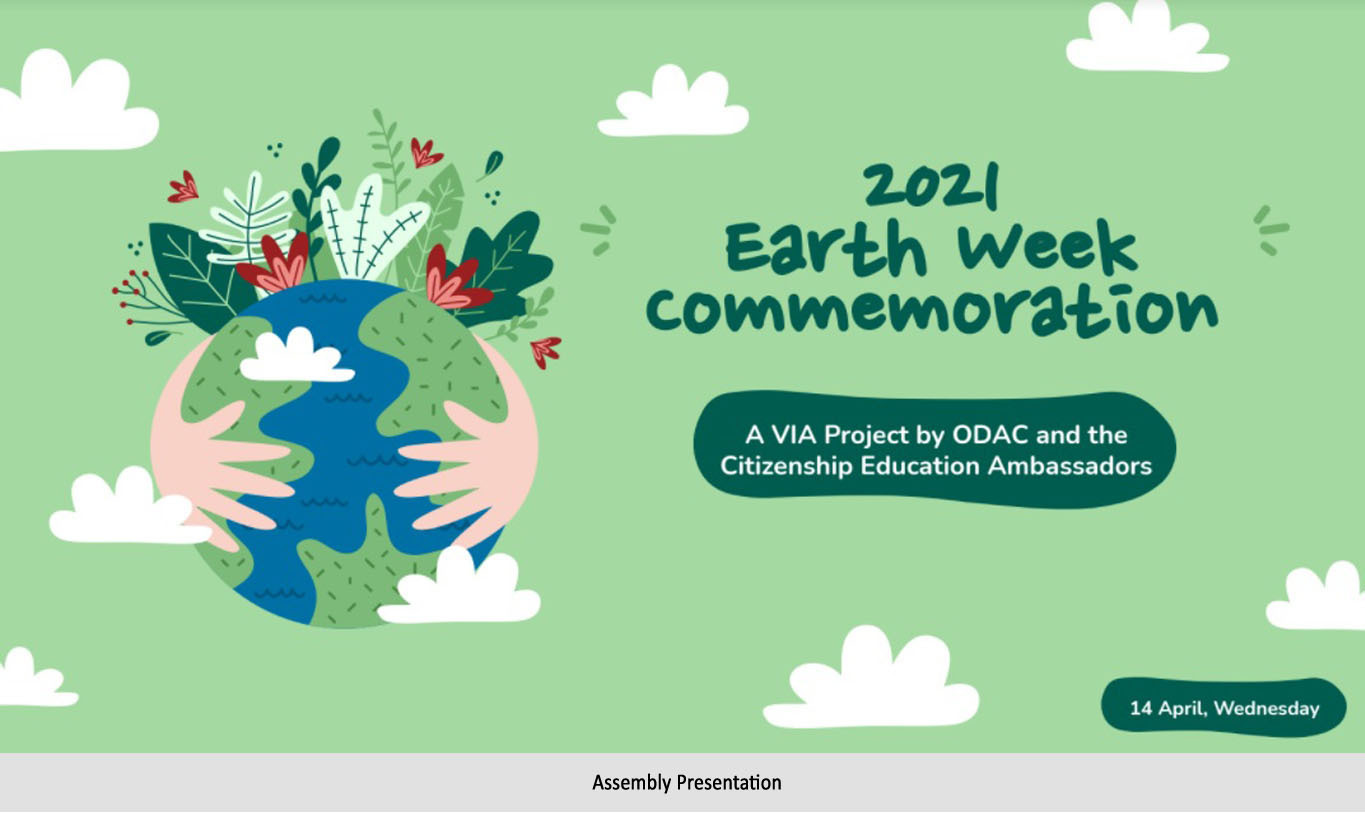 2021
Earth Week
Commemoration
A VIA Project by ODAC and the
Citizenship Education Ambassadors
14 April, Wednesday
Assembly Presentation